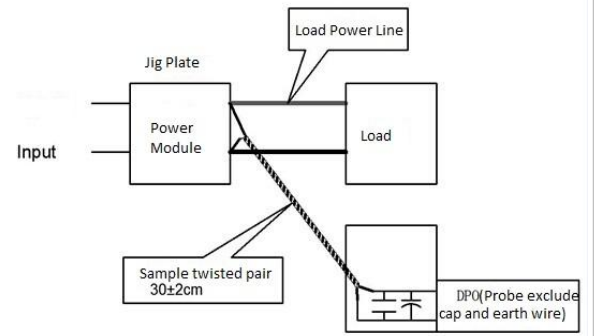 Load Power Line
Jig Plate
Power
Module
Load
Input
Sample twisted pair
30±2cm
DPO(Probe exclude
cap and earth wire)